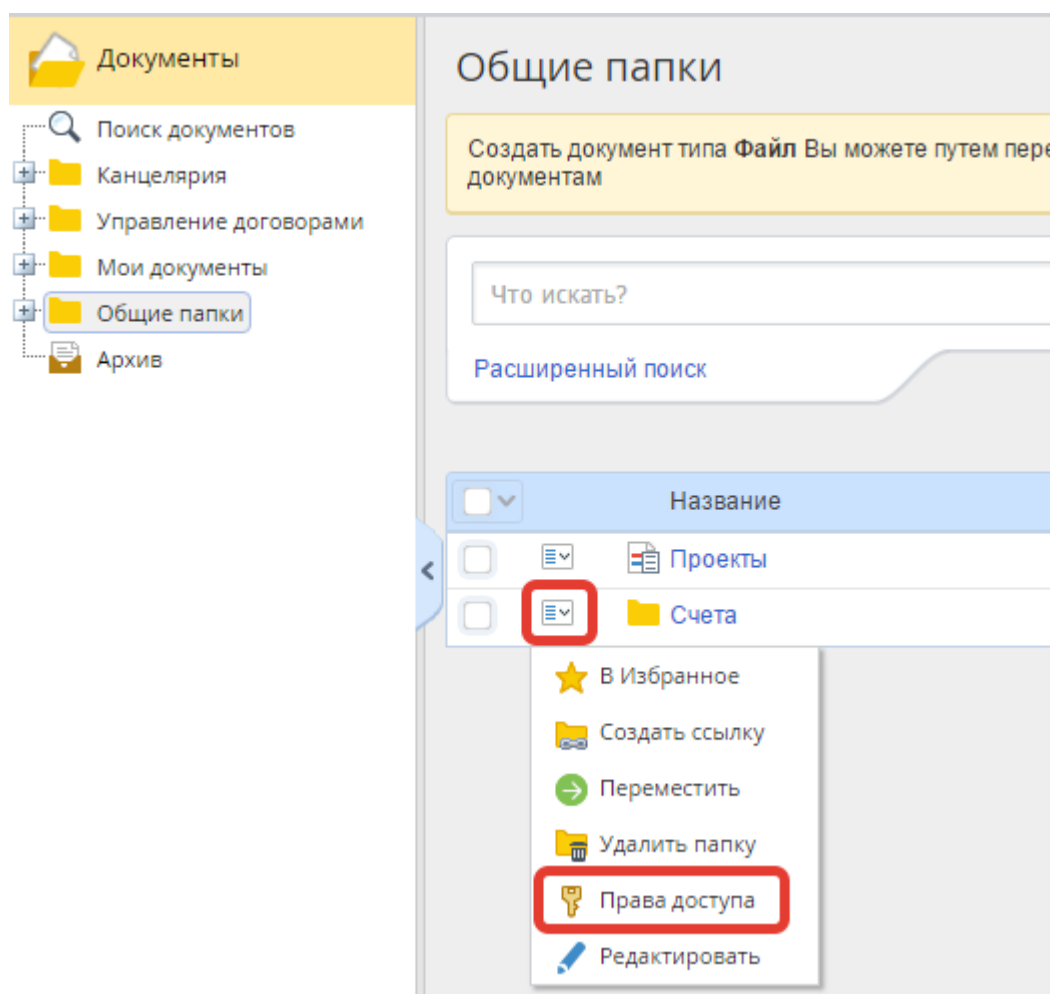 Документы
Поиск документов
Канцелярия
Управление договорами
Мои документы
Общие папки
Архив
Общие папки
Создать документ типа Файл Вы можете путем пере
документам
Что искать?
Расширенный поиск
Название
Проекты
Счета
В Избранное
Создать ссылку
Переместить
Удалить папку
Права доступа
Редактировать